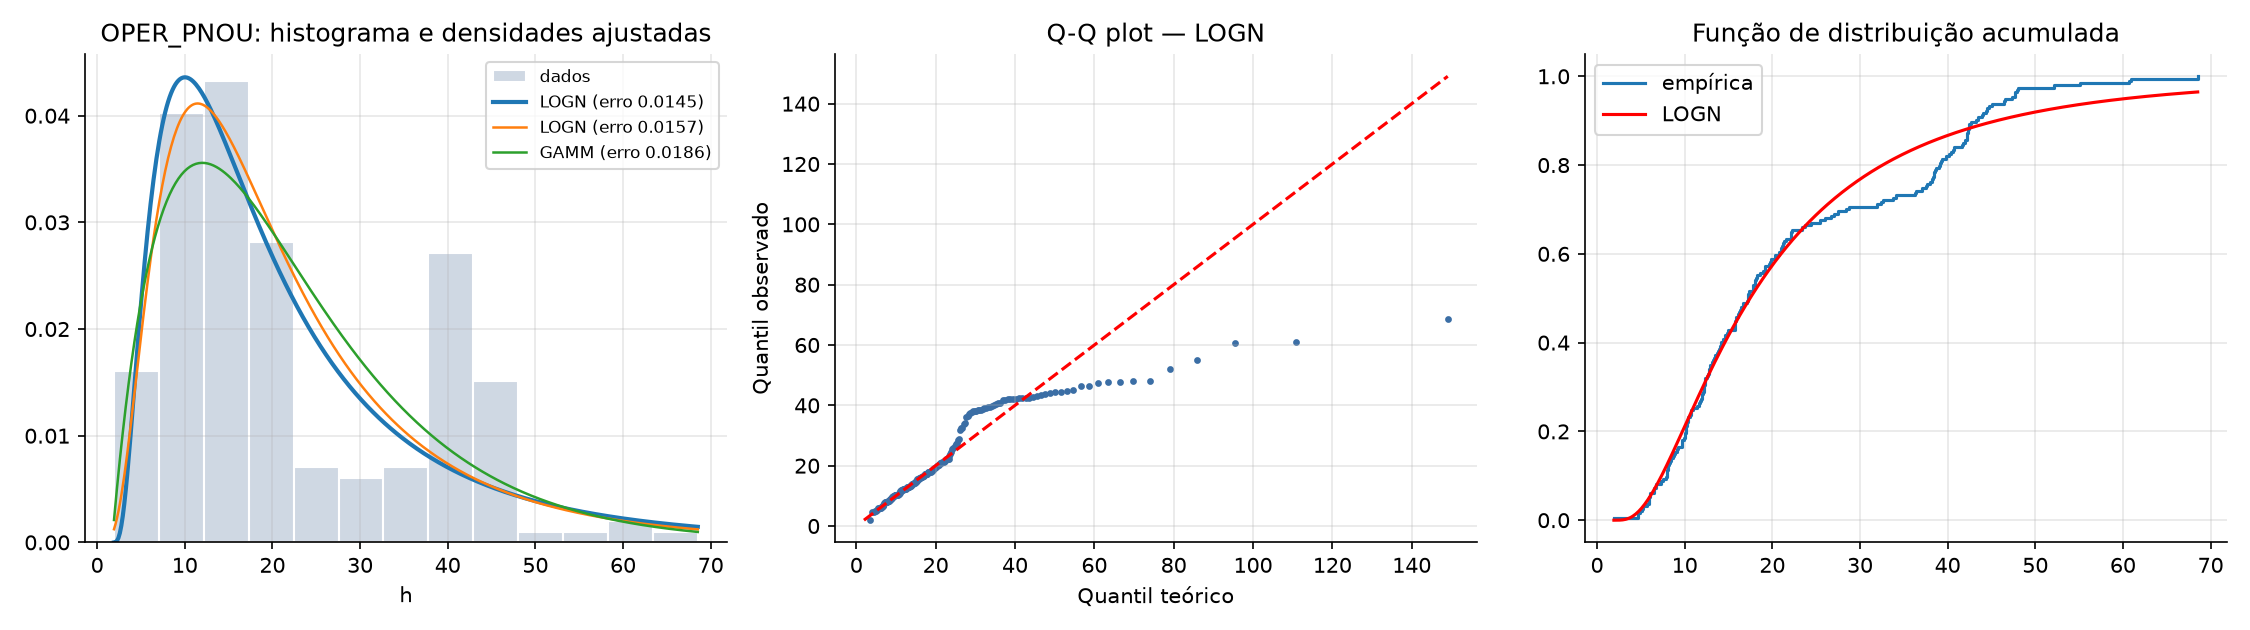 OPER_PNOU: histograma e densidades ajustadas
dados
LOGN (erro 0.0145)
LOGN (erro 0.0157)
GAMM (erro 0.0186)
0.04
0.03
0.02
0.01
0.00
0 10 20 30 40 50 60 70
h
Q-Q plot — LOGN
Quantil observado
140
120
100
80
60
40
20
0
0 20 40 60 80 100 120 140
Quantil teórico
Função de distribuição acumulada
empírica
LOGN
1.0
0.8
0.6
0.4
0.2
0.0
0 10 20 30 40 50 60 70